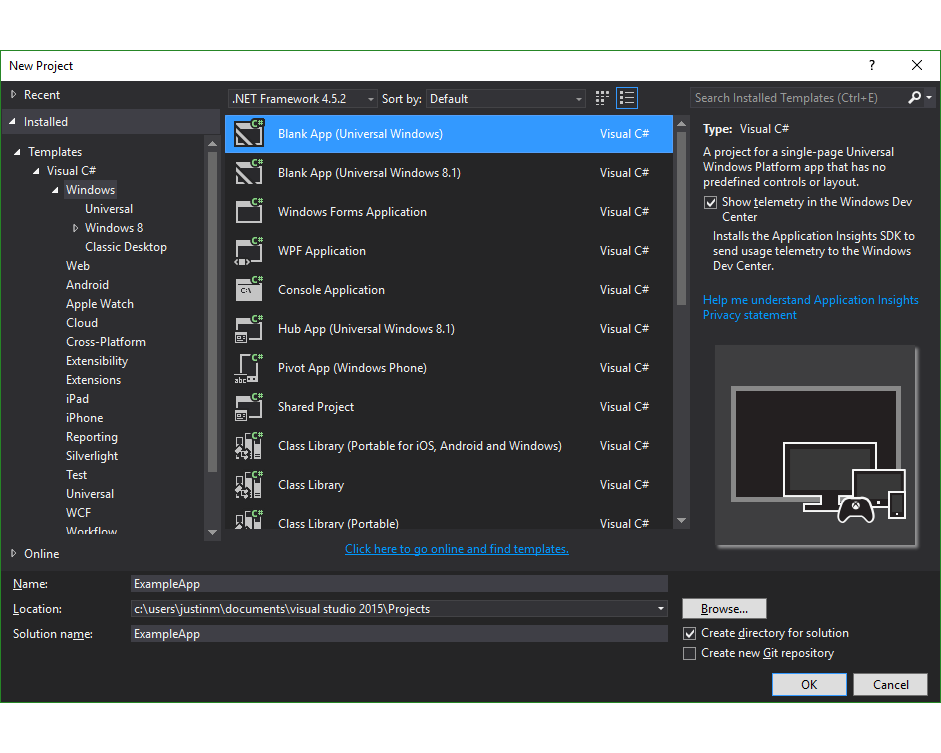 New Project
?
Recent
.NET Framework 4.5.2
Sort by:
Default
Search Installed Templates (Ctrl+E)
Installed
Templates
Visual C#
Windows
Universal
Windows 8
Classic Desktop
Web
Android
Apple Watch
Cloud
Cross-Platform
Extensibility
Extensions
iPad
iPhone
Reporting
Silverlight
Test
Universal
WCF
Workflow
Online
C# Blank App (Universal Windows) Visual C#
C# Blank App (Universal Windows 8.1) Visual C#
C# Windows Forms Application Visual C#
C# WPF Application Visual C#
C# C:\ Console Application Visual C#
C# Hub App (Universal Windows 8.1) Visual C#
C# abc Pivot App (Windows Phone) Visual C#
C# Shared Project Visual C#
C# Class Library (Portable for iOS, Android and Windows) Visual C#
C# Class Library Visual C#
C# Class Library (Portable) Visual C#
Click here to go online and find templates.
Type: Visual C#
A project for a single-page Universal
Windows Platform app that has no
predefined controls or layout.
Show telemetry in the Windows Dev
Center
Installs the Application Insights SDK to
send usage telemetry to the Windows
Dev Center.
Help me understand Application Insights
Privacy statement
Name: ExampleApp
Location: c:\users\justinm\documents\visual studio 2015\Projects
Browse...
Solution name: ExampleApp
Create directory for solution
Create new Git repository
OK
Cancel